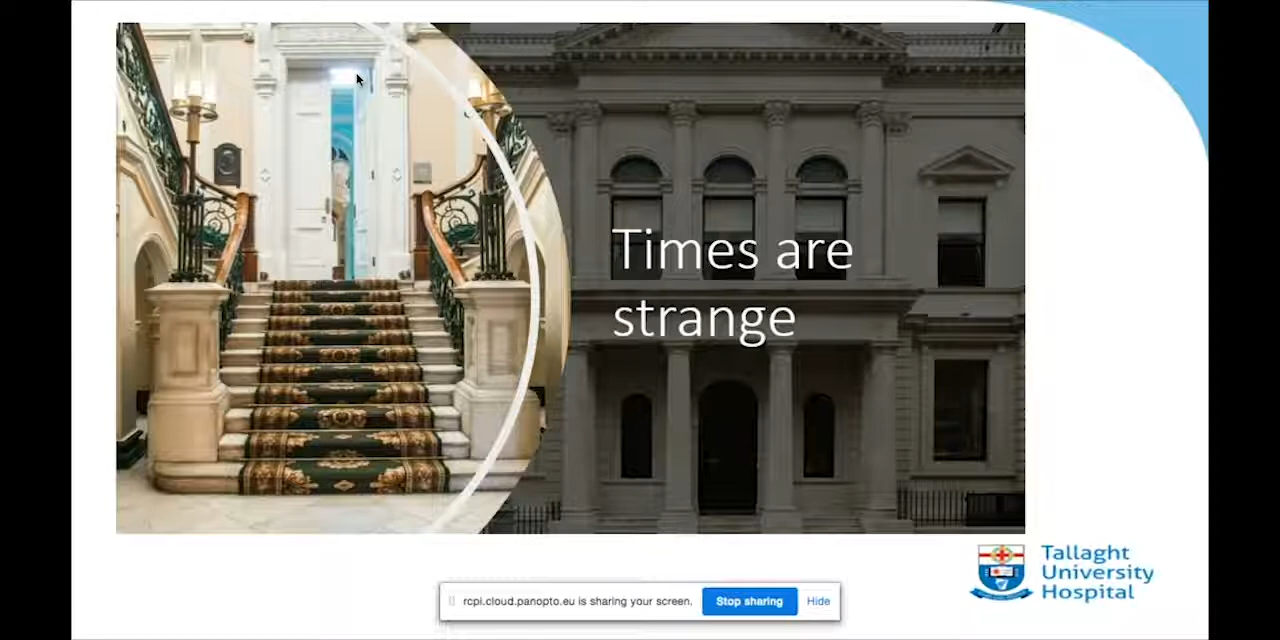 Times are
strange
Tallaght
University
Hospital
rcpi.cloud.panopto.eu is sharing your screen.
Stop sharing
Hide